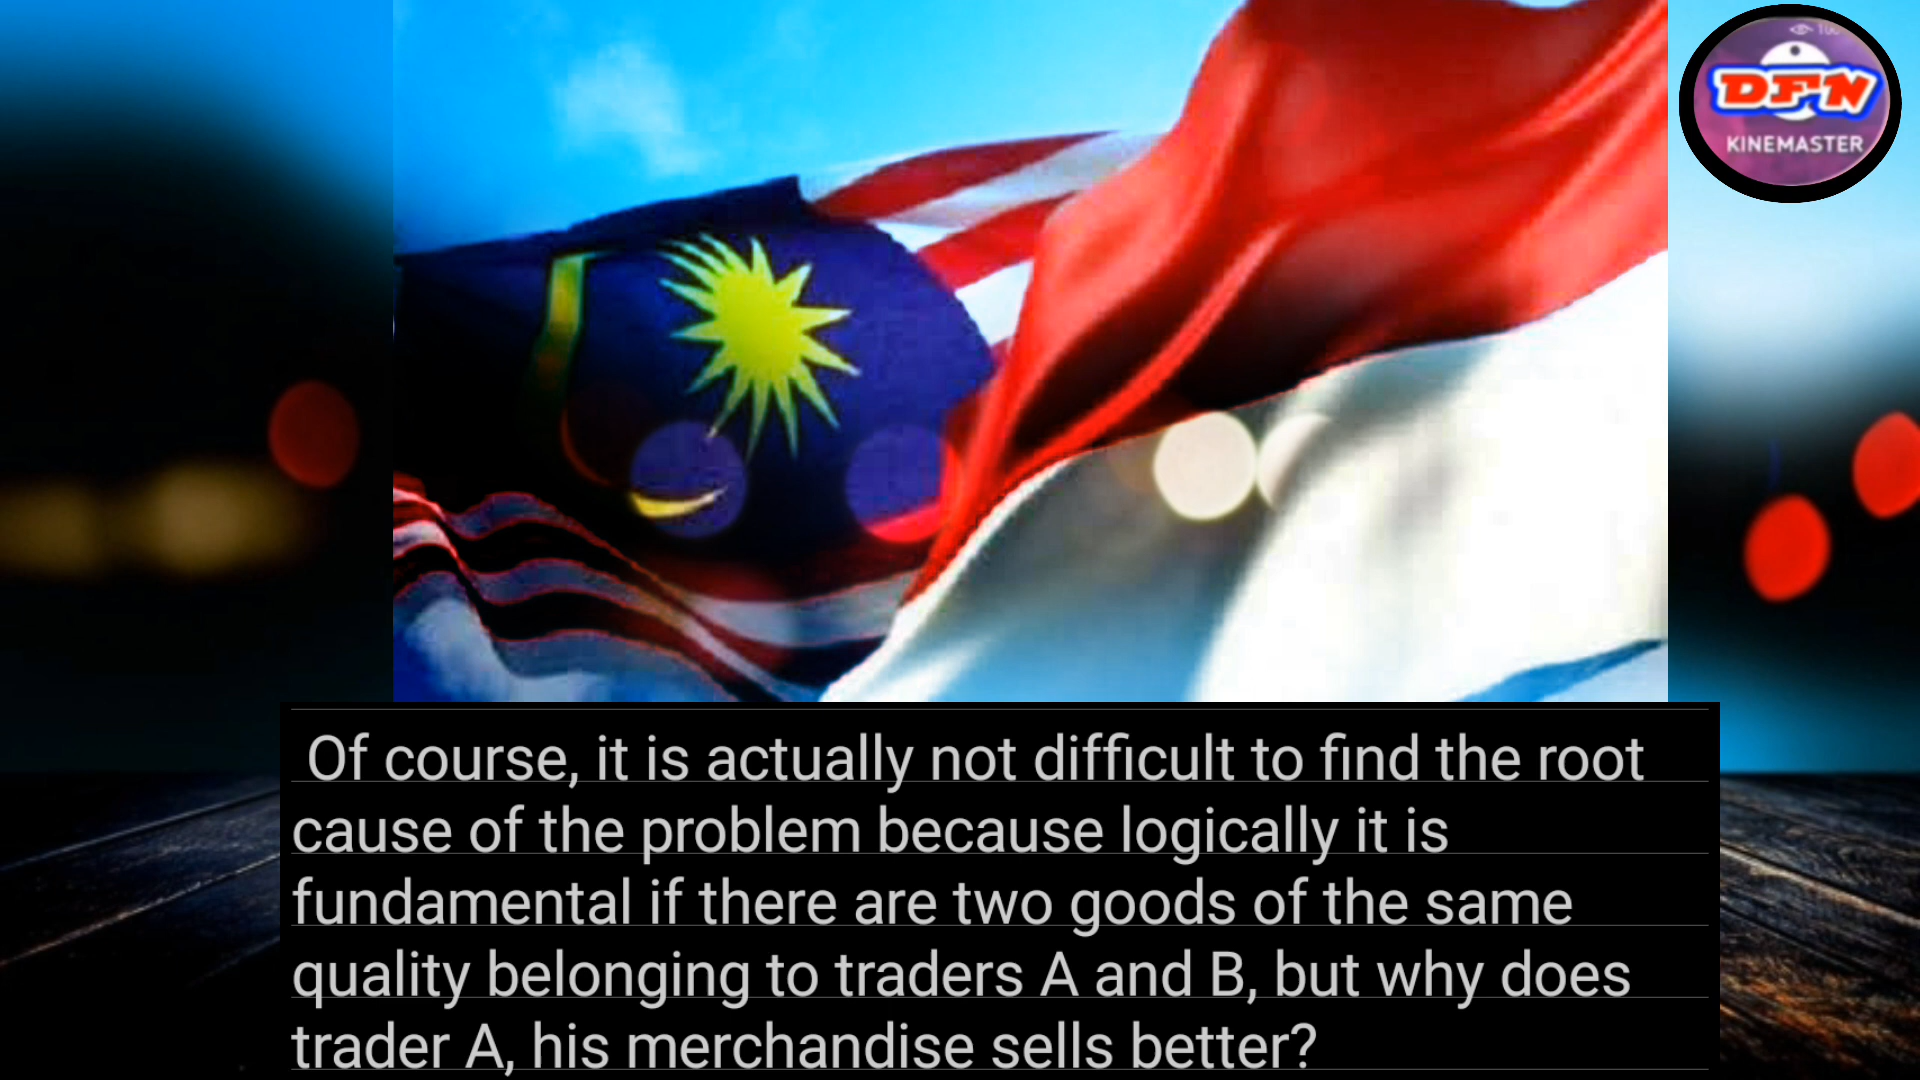 100
DFN
KINEMASTER
Of course, it is actually not difficult to find the root
cause of the problem because logically it is
fundamental if there are two goods of the same
quality belonging to traders A and B, but why does
trader A, his merchandise sells better?